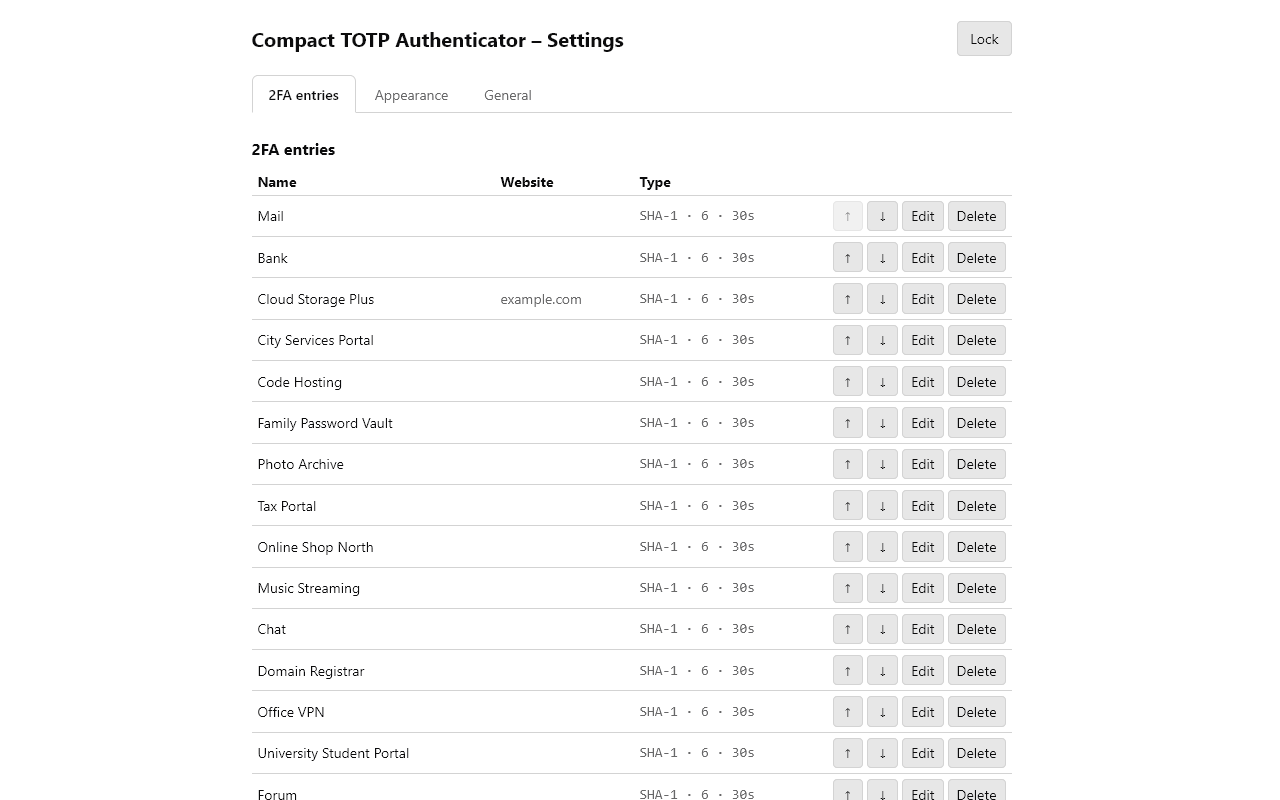 Compact TOTP Authenticator – Settings Lock
2FA entries Appearance General
2FA entries
Name Website Type
Mail SHA-1 · 6 · 30s ↑ ↓ Edit Delete
Bank SHA-1 · 6 · 30s ↑ ↓ Edit Delete
Cloud Storage Plus example.com SHA-1 · 6 · 30s ↑ ↓ Edit Delete
City Services Portal SHA-1 · 6 · 30s ↑ ↓ Edit Delete
Code Hosting SHA-1 · 6 · 30s ↑ ↓ Edit Delete
Family Password Vault SHA-1 · 6 · 30s ↑ ↓ Edit Delete
Photo Archive SHA-1 · 6 · 30s ↑ ↓ Edit Delete
Tax Portal SHA-1 · 6 · 30s ↑ ↓ Edit Delete
Online Shop North SHA-1 · 6 · 30s ↑ ↓ Edit Delete
Music Streaming SHA-1 · 6 · 30s ↑ ↓ Edit Delete
Chat SHA-1 · 6 · 30s ↑ ↓ Edit Delete
Domain Registrar SHA-1 · 6 · 30s ↑ ↓ Edit Delete
Office VPN SHA-1 · 6 · 30s ↑ ↓ Edit Delete
University Student Portal SHA-1 · 6 · 30s ↑ ↓ Edit Delete
Forum SHA-1 · 6 · 30s ↑ ↓ Edit Delete